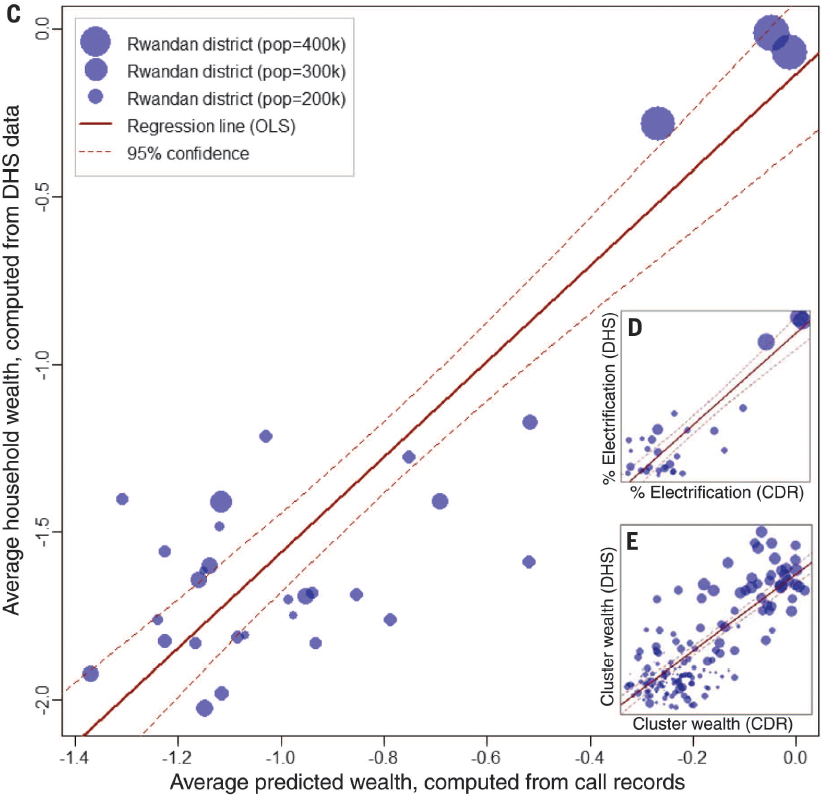 C
Rwandan district (pop=400k)
Rwandan district (pop=300k)
Rwandan district (pop=200k)
Regression line (OLS)
95% confidence
Average household wealth, computed from DHS data
0.0
-0.5
-1.0
-1.5
-2.0
D
% Electrification (DHS)
% Electrification (CDR)
E
Cluster wealth (DHS)
Cluster wealth (CDR)
-1.4 -1.2 -1.0 -0.8 -0.6 -0.4 -0.2 0.0
Average predicted wealth, computed from call records